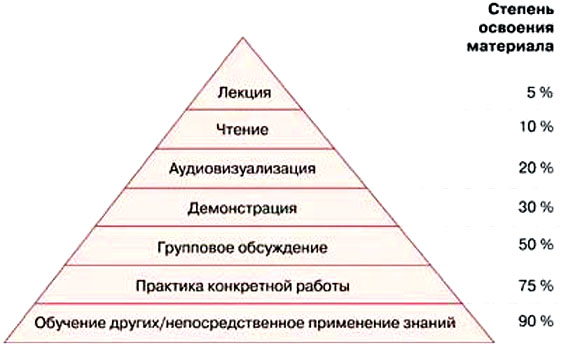 Степень
освоения
материала
Лекция 5 %
Чтение 10 %
Аудиовизуализация 20 %
Демонстрация 30 %
Групповое обсуждение 50 %
Практика конкретной работы 75 %
Обучение других/непосредственное применение знаний 90 %